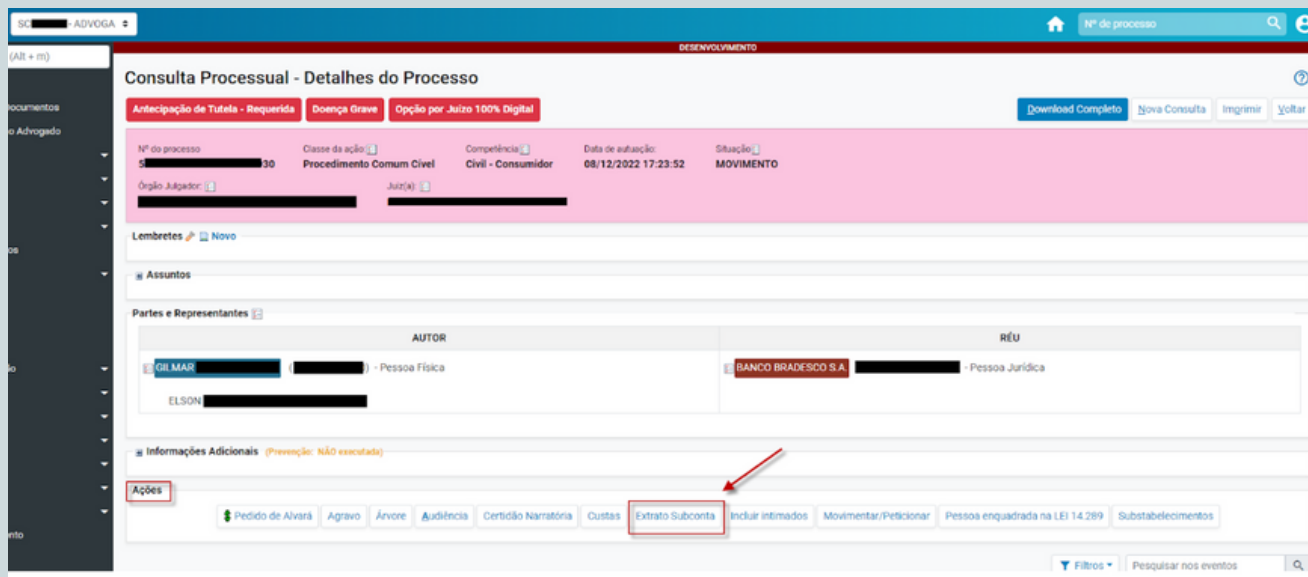 SC - ADVOGA
Nº de processo
(Alt + m)
DESENVOLVIMENTO
Consulta Processual - Detalhes do Processo
ocumentos
o Advogado
Antecipação de Tutela - Requerida Doença Grave Opção por Juízo 100% Digital
Download Completo Nova Consulta Imprimir Voltar
Nº do processo Classe da ação: Competência: Data de autuação: Situação:
5 30 Procedimento Comum Cível Civil - Consumidor 08/12/2022 17:23:52 MOVIMENTO
Órgão Julgador: Juiz(a):
Lembretes Novo
os
Assuntos
Partes e Representantes
AUTOR RÉU
GILMAR ( ) - Pessoa Física BANCO BRADESCO S.A. - Pessoa Jurídica
ão
ELSON
Informações Adicionais (Prevenção: NÃO executada)
Ações
$ Pedido de Alvará Agravo Árvore Audiência Certidão Narratória Custas Extrato Subconta Incluir intimados Movimentar/Peticionar Pessoa enquadrada na LEI 14.289 Substabelecimentos
nto
Filtros Pesquisar nos eventos